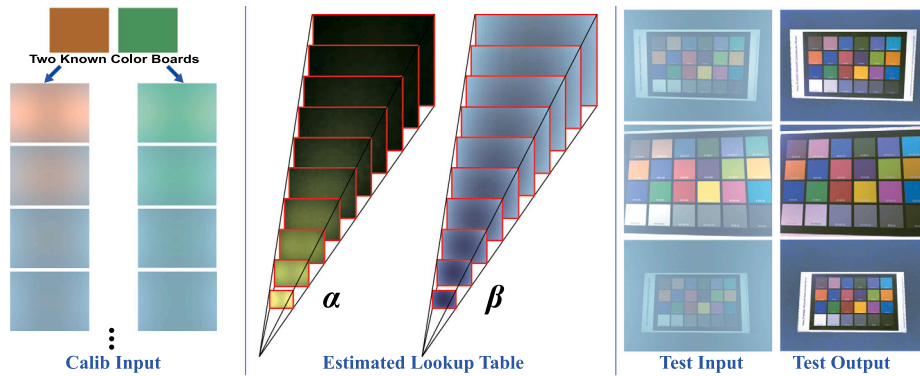 Two Known Color Boards
α
β
Calib Input
Estimated Lookup Table
Test Input
Test Output